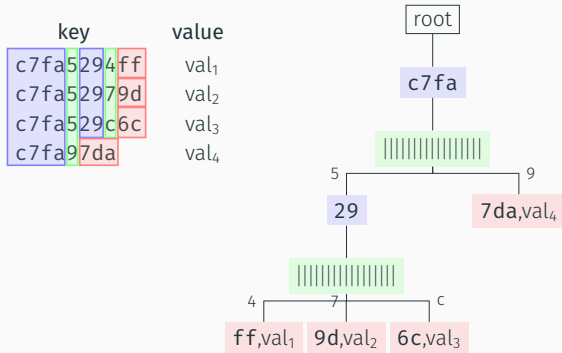 key value
c7fa5294ff val₁
c7fa52979d val₂
c7fa529c6c val₃
c7fa97da val₄
root
c7fa
|||||||||||||||||
5 9
29
7da,val₄
|||||||||||||||||
4 7 c
ff,val₁ 9d,val₂ 6c,val₃